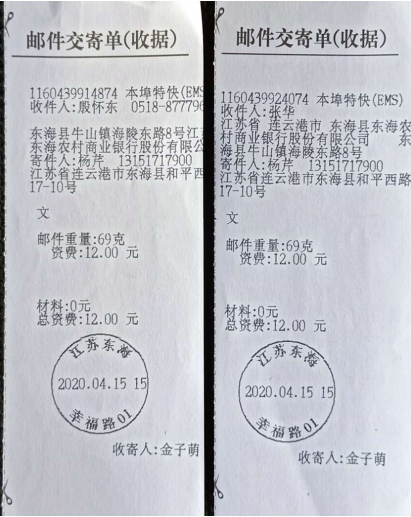 邮件交寄单(收据)
1160439914874 本埠特快(EMS)
收件人:殷怀东 0518-877796
东海县牛山镇海陵东路8号江苏
东海农村商业银行股份有限公
寄件人:杨芹 13151717900
江苏省连云港市东海县和平西
17-10号
文
邮件重量:69克
资费:12.00 元
材料:0元
总资费:12.00 元
江苏东海
2020.04.15 15
幸福路01
收寄人:金子萌
邮件交寄单(收据)
1160439924074 本埠特快(EMS)
收件人:张华
江苏省 连云港市 东海县东海农
村商业银行股份有限公司 东
海县牛山镇海陵东路8号
寄件人:杨芹 13151717900
江苏省连云港市东海县和平西路
17-10号
文
邮件重量:69克
资费:12.00 元
材料:0元
总资费:12.00 元
江苏东海
2020.04.15 15
幸福路01
收寄人:金子萌